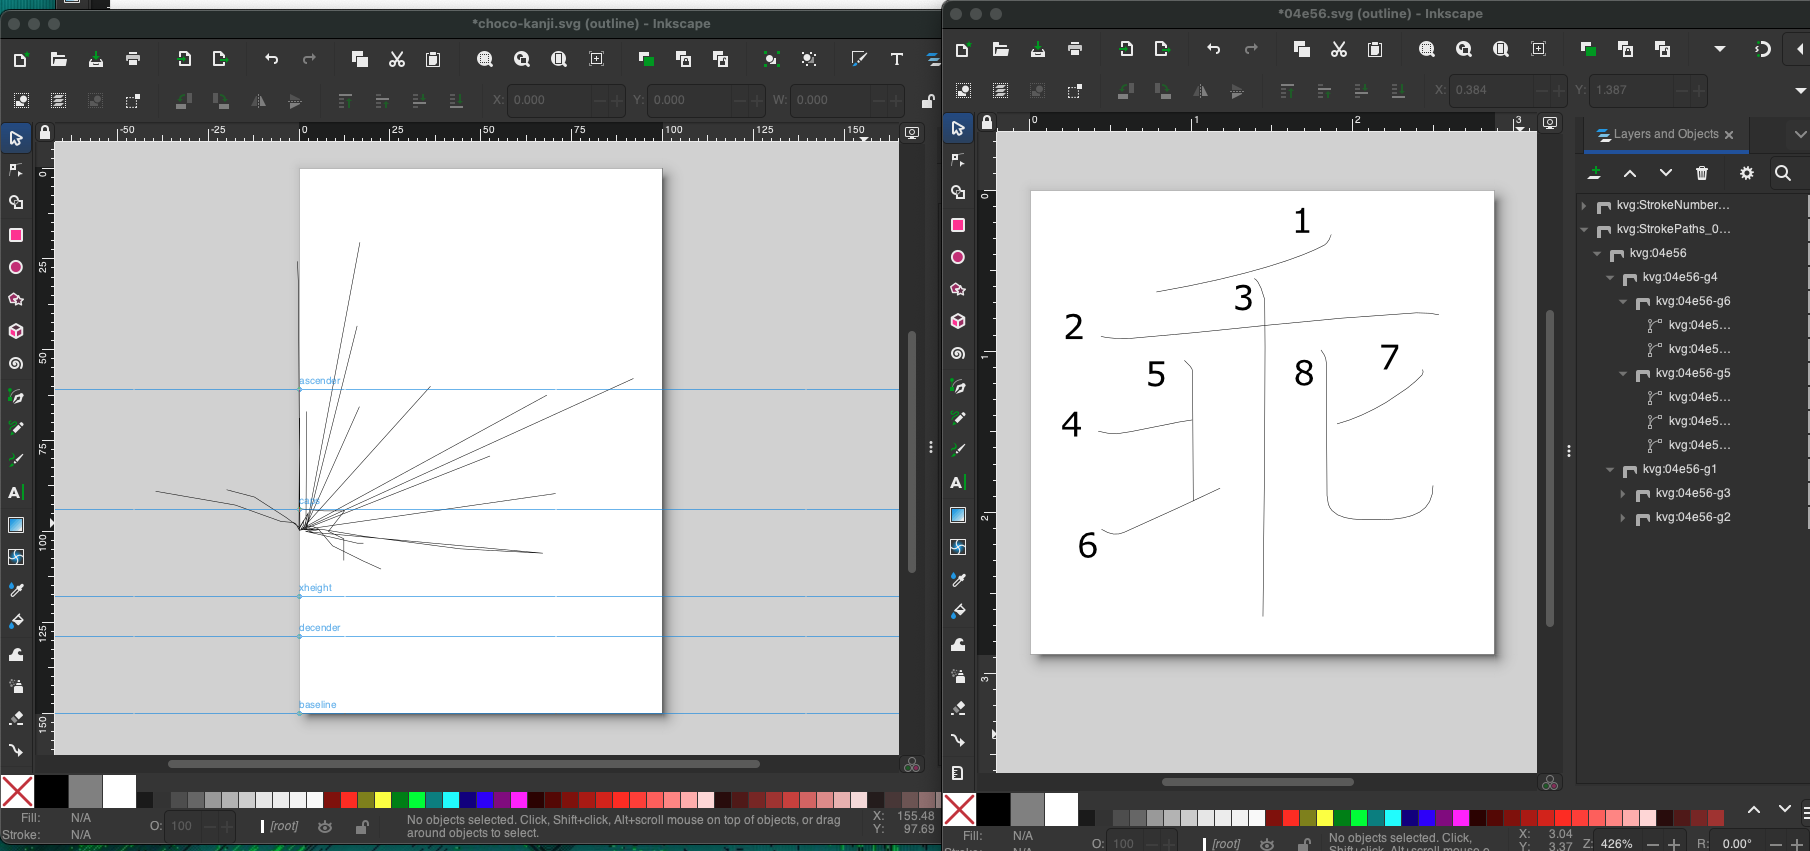 *choco-kanji.svg (outline) - Inkscape
X: 0.000 Y: 0.000 W: 0.000
-50 -25 0 25 50 75 100 125 150
0
25
50
75
100
125
150
ascender
caps
xheight
decender
baseline
Fill: N/A
Stroke: N/A
O: 100
[root]
No objects selected. Click, Shift+click, Alt+scroll mouse on top of objects, or drag
around objects to select.
X: 155.48
Y: 97.69
*04e56.svg (outline) - Inkscape
X: 0.384 Y: 1.387
0 1 2 3
0
1
2
3
1
2
3
4
5
6
7
8
Layers and Objects
kvg:StrokeNumber...
kvg:StrokePaths_0...
kvg:04e56
kvg:04e56-g4
kvg:04e56-g6
kvg:04e5...
kvg:04e5...
kvg:04e56-g5
kvg:04e5...
kvg:04e5...
kvg:04e5...
kvg:04e56-g1
kvg:04e56-g3
kvg:04e56-g2
Fill: N/A
O: 100
[root]
No objects selected. Click,
Shift+click, Alt+scroll mouse o
X: 3.04
Y: 3.37
Z: 426%
R: 0.00°